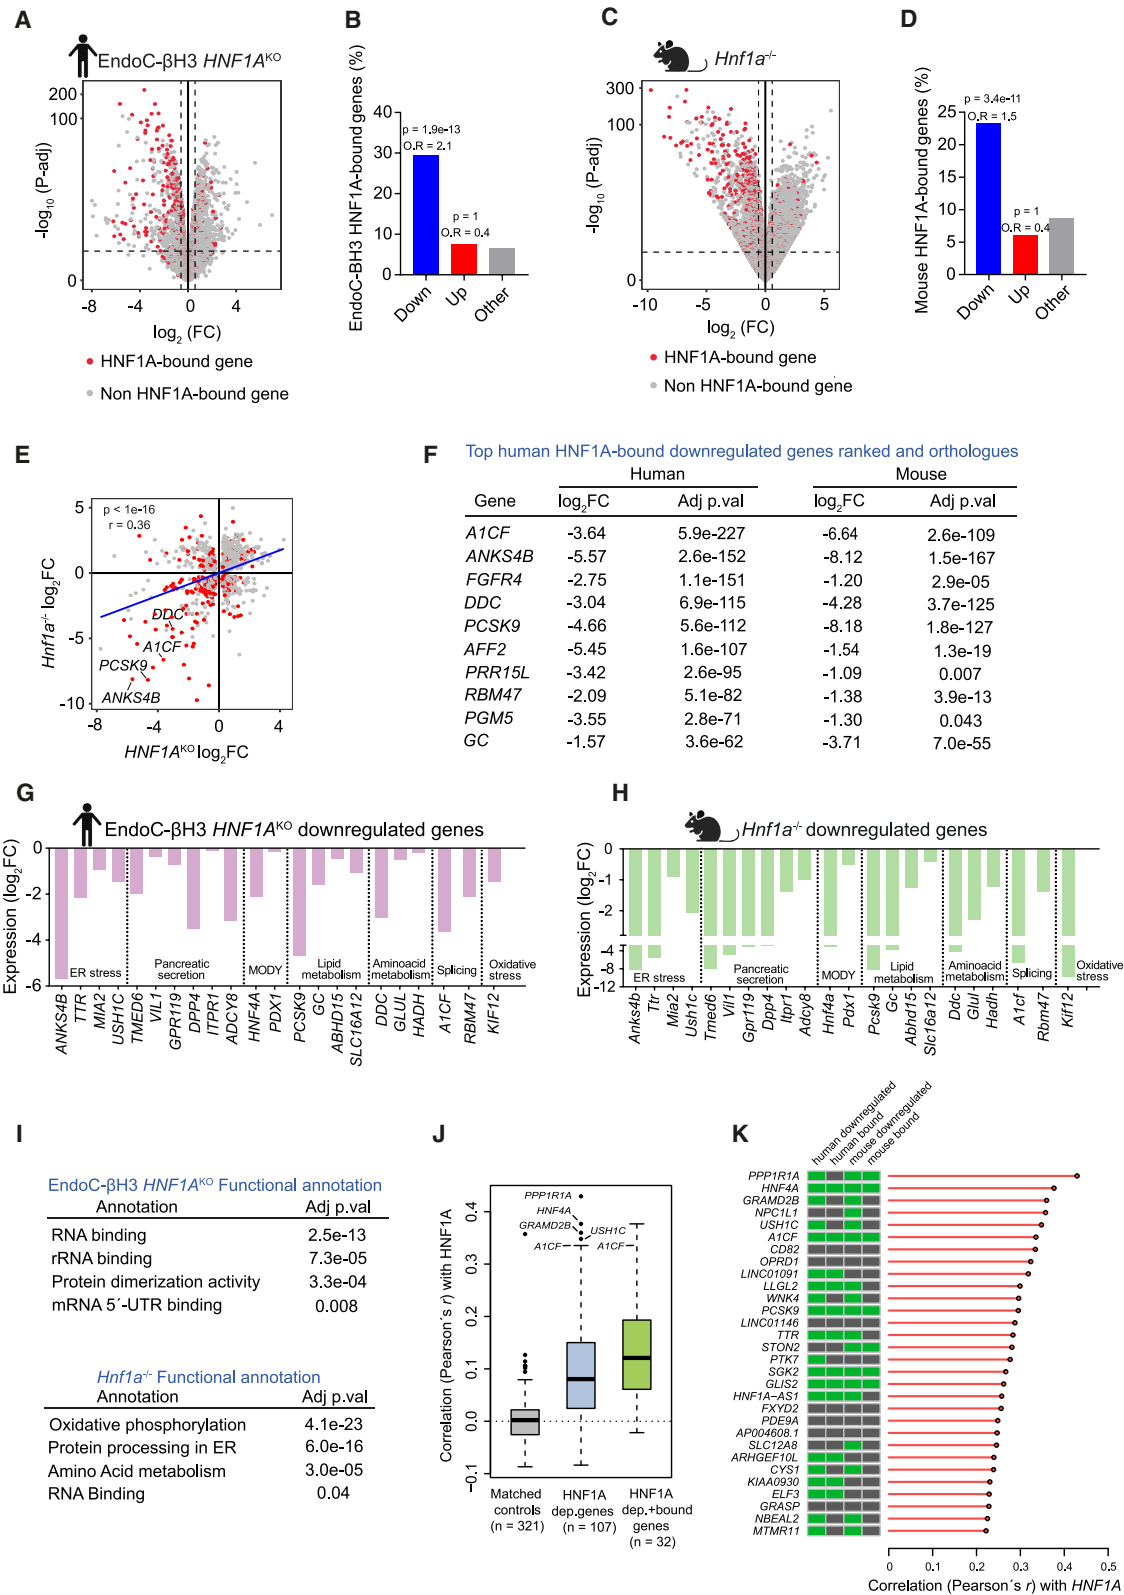 A
EndoC-βH3 HNF1A^KO
200
100
0
-log10 (P-adj)
-8
-4
0
4
log2 (FC)
HNF1A-bound gene
Non HNF1A-bound gene
B
EndoC-BH3 HNF1A-bound genes (%)
40
30
20
10
0
p = 1.9e-13
O.R = 2.1
p = 1
O.R = 0.4
Down
Up
Other
C
Hnf1a^-/-
300
100
0
-log10 (P-adj)
-10
-5
0
5
log2 (FC)
HNF1A-bound gene
Non HNF1A-bound gene
D
Mouse HNF1A-bound genes (%)
25
20
15
10
5
0
p = 3.4e-11
O.R = 1.5
p = 1
O.R = 0.4
Down
Up
Other
E
p < 1e-16
r = 0.36
5
0
-5
-10
Hnf1a^-/- log2FC
DDC
A1CF
PCSK9
ANKS4B
-8
-4
0
4
HNF1A^KO log2FC
F
Top human HNF1A-bound downregulated genes ranked and orthologues
Human Mouse
Gene log2FC Adj p.val log2FC Adj p.val
A1CF -3.64 5.9e-227 -6.64 2.6e-109
ANKS4B -5.57 2.6e-152 -8.12 1.5e-167
FGFR4 -2.75 1.1e-151 -1.20 2.9e-05
DDC -3.04 6.9e-115 -4.28 3.7e-125
PCSK9 -4.66 5.6e-112 -8.18 1.8e-127
AFF2 -5.45 1.6e-107 -1.54 1.3e-19
PRR15L -3.42 2.6e-95 -1.09 0.007
RBM47 -2.09 5.1e-82 -1.38 3.9e-13
PGM5 -3.55 2.8e-71 -1.30 0.043
GC -1.57 3.6e-62 -3.71 7.0e-55
G
EndoC-βH3 HNF1A^KO downregulated genes
Expression (log2FC)
0
-2
-4
-6
ER stress
Pancreatic
secretion
MODY
Lipid
metabolism
Aminoacid
metabolism
Splicing
Oxidative
stress
ANKS4B
TTR
MIA2
USH1C
TMED6
VIL1
GPR119
DPP4
ITPR1
ADCY8
HNF4A
PDX1
PCSK9
GC
ABHD15
SLC16A12
DDC
GLUL
HADH
A1CF
RBM47
KIF12
H
Hnf1a^-/- downregulated genes
Expression (log2FC)
0
-1
-2
-4
-8
-12
ER stress
Pancreatic
secretion
MODY
Lipid
metabolism
Aminoacid
metabolism
Splicing
Oxidative
stress
Anks4b
Ttr
Mia2
Ush1c
Tmed6
Vil1
Gpr119
Dpp4
Itpr1
Adcy8
Hnf4a
Pdx1
Pcsk9
Gc
Abhd15
Slc16a12
Ddc
Glul
Hadh
A1cf
Rbm47
Kif12
I
EndoC-βH3 HNF1A^KO Functional annotation
Annotation Adj p.val
RNA binding 2.5e-13
rRNA binding 7.3e-05
Protein dimerization activity 3.3e-04
mRNA 5´-UTR binding 0.008
Hnf1a^-/- Functional annotation
Annotation Adj p.val
Oxidative phosphorylation 4.1e-23
Protein processing in ER 6.0e-16
Amino Acid metabolism 3.0e-05
RNA Binding 0.04
J
Correlation (Pearson´s r) with HNF1A
0.4
0.3
0.2
0.1
0.0
-0.1
PPP1R1A
HNF4A
GRAMD2B
USH1C
A1CF
A1CF
Matched
controls
(n = 321)
HNF1A
dep.genes
(n = 107)
HNF1A
dep.+bound
genes
(n = 32)
K
human downregulated
human bound
mouse downregulated
mouse bound
PPP1R1A
HNF4A
GRAMD2B
NPC1L1
USH1C
A1CF
CD82
OPRD1
LINC01091
LLGL2
WNK4
PCSK9
LINC01146
TTR
STON2
PTK7
SGK2
GLIS2
HNF1A-AS1
FXYD2
PDE9A
AP004608.1
SLC12A8
ARHGEF10L
CYS1
KIAA0930
ELF3
GRASP
NBEAL2
MTMR11
0
0.1
0.2
0.3
0.4
0.5
Correlation (Pearson´s r) with HNF1A